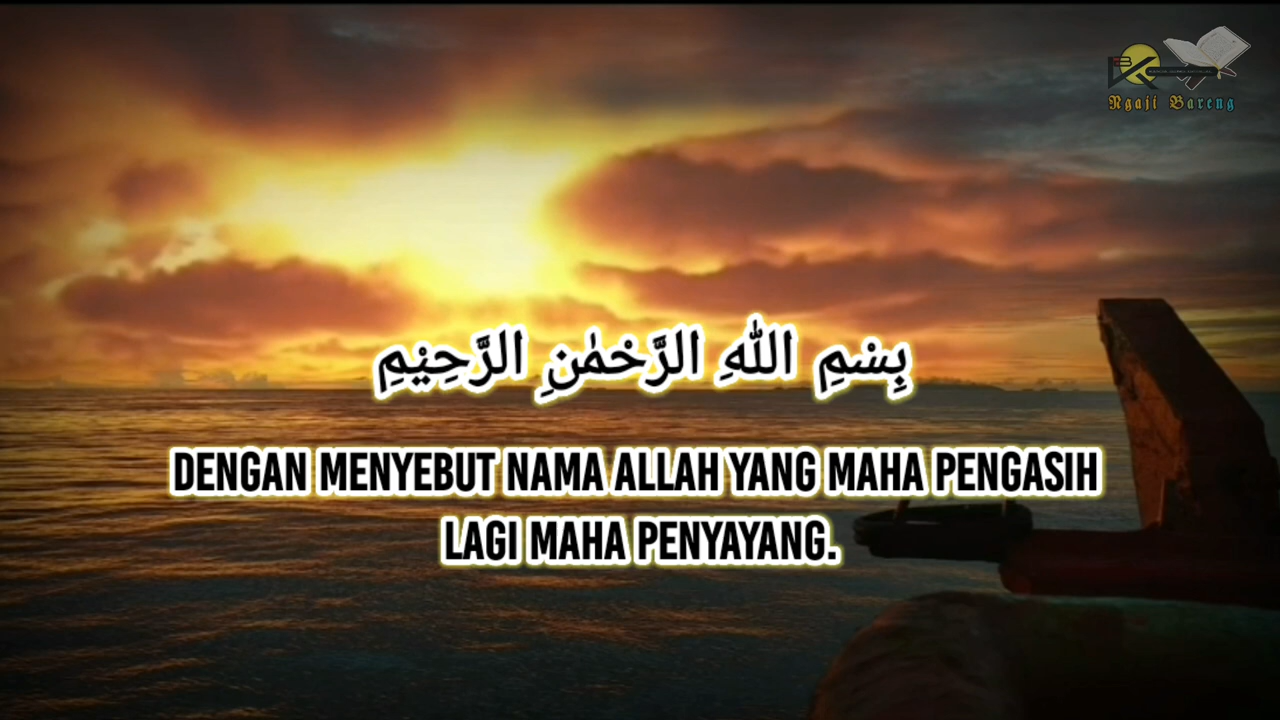 Ngaji Bareng
بِسْمِ اللّٰهِ الرَّحْمٰنِ الرَّحِيْمِ
DENGAN MENYEBUT NAMA ALLAH YANG MAHA PENGASIH
LAGI MAHA PENYAYANG.